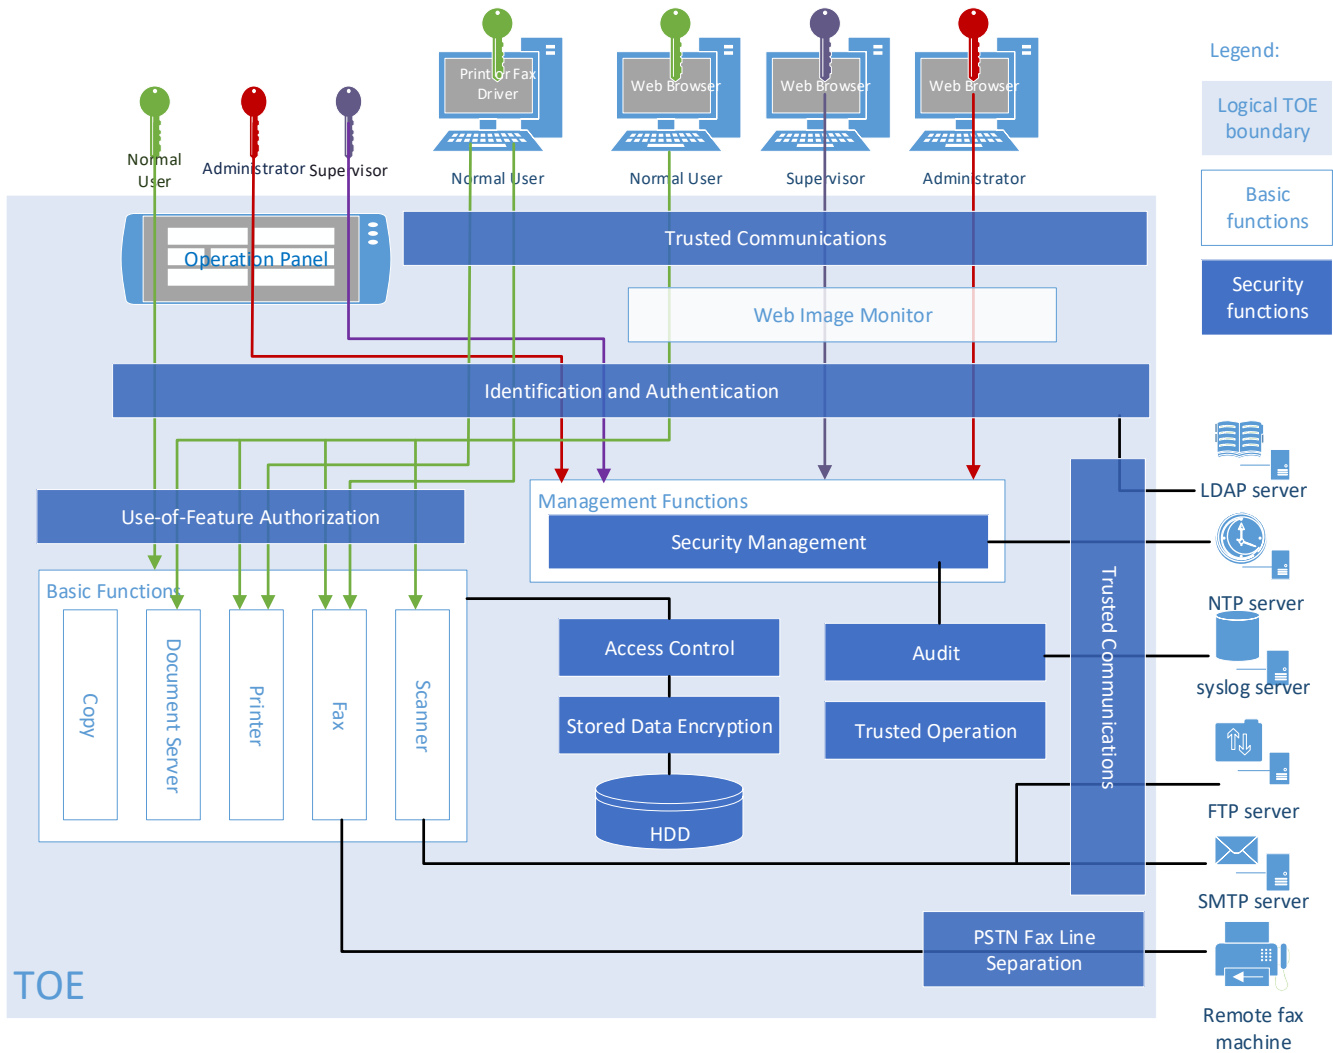 Legend:
Logical TOE
boundary
Basic
functions
Security
functions
Print or Fax
Driver
Web Browser
Web Browser
Web Browser
Normal
User
Administrator
Supervisor
Normal User
Normal User
Supervisor
Administrator
Operation Panel
Trusted Communications
Web Image Monitor
Identification and Authentication
Use-of-Feature Authorization
Management Functions
Security Management
Basic Functions
Copy
Document Server
Printer
Fax
Scanner
Access Control
Stored Data Encryption
HDD
Audit
Trusted Operation
Trusted Communications
PSTN Fax Line
Separation
LDAP server
NTP server
syslog server
FTP server
SMTP server
Remote fax
machine
TOE